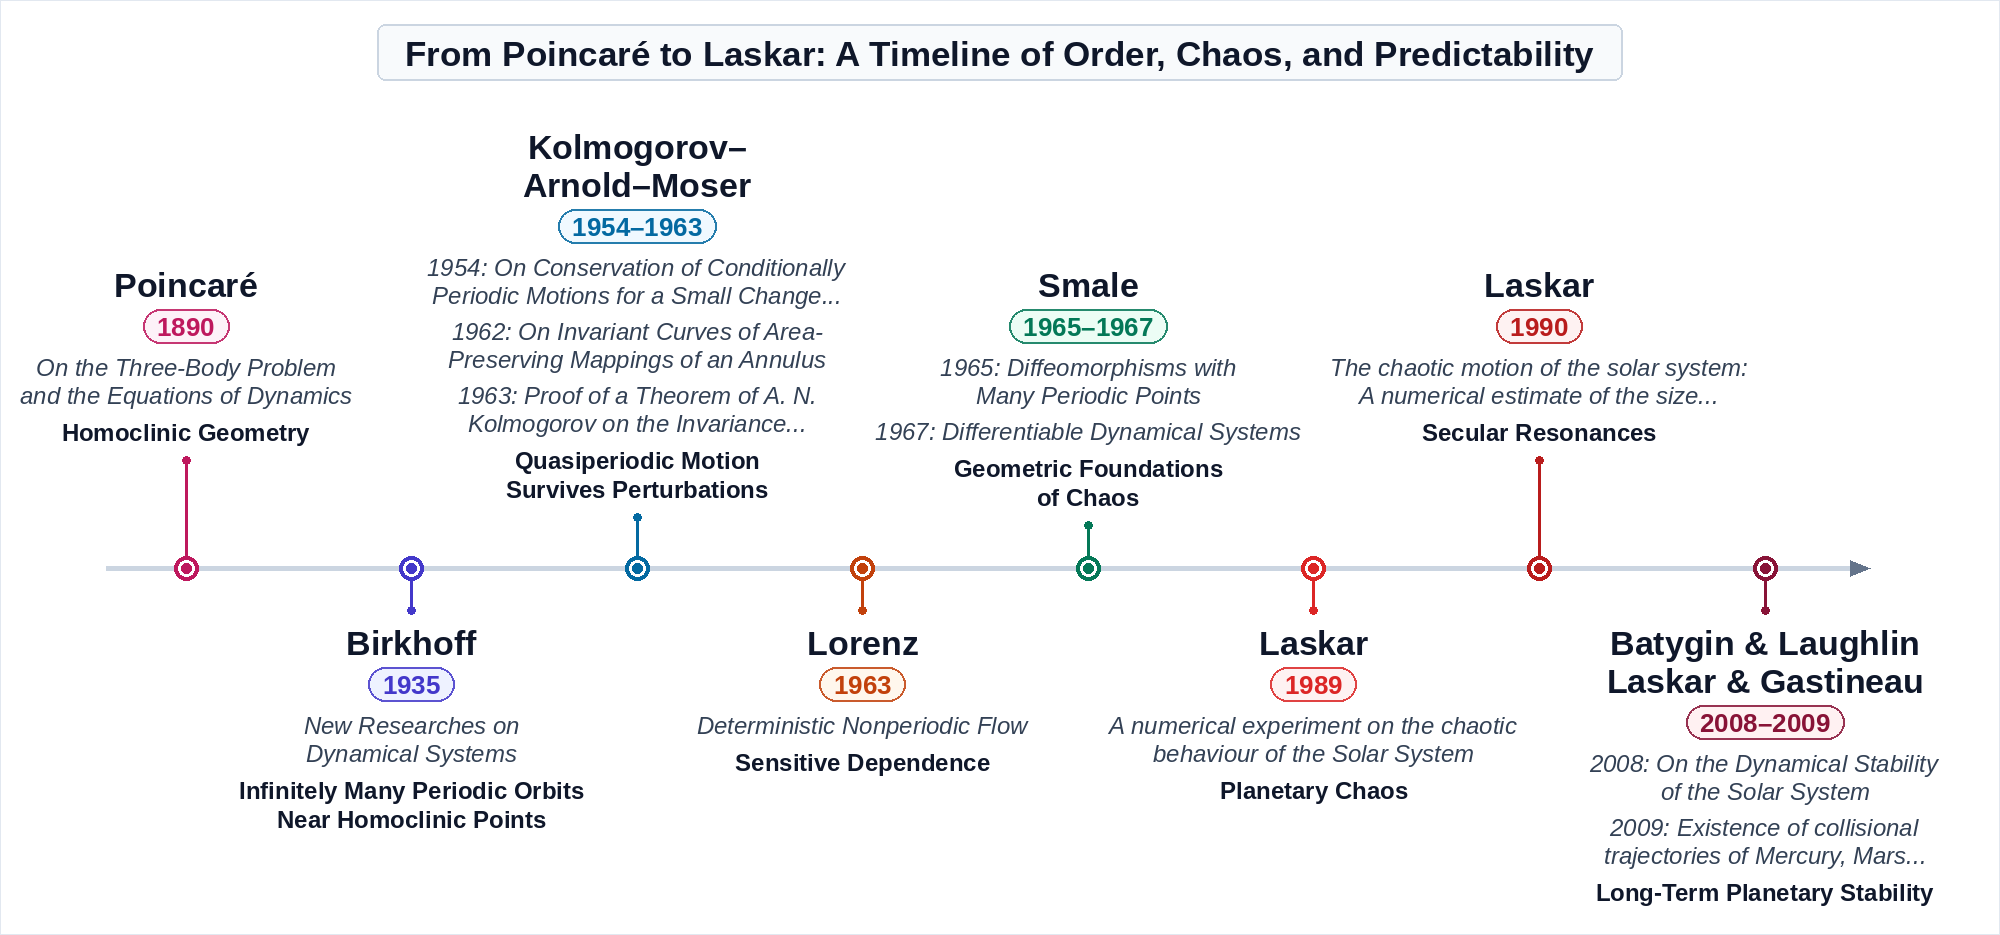 From Poincaré to Laskar: A Timeline of Order, Chaos, and Predictability
Poincaré
1890
On the Three-Body Problem
and the Equations of Dynamics
Homoclinic Geometry
Birkhoff
1935
New Researches on
Dynamical Systems
Infinitely Many Periodic Orbits
Near Homoclinic Points
Kolmogorov–
Arnold–Moser
1954–1963
1954: On Conservation of Conditionally
Periodic Motions for a Small Change...
1962: On Invariant Curves of Area-
Preserving Mappings of an Annulus
1963: Proof of a Theorem of A. N.
Kolmogorov on the Invariance...
Quasiperiodic Motion
Survives Perturbations
Lorenz
1963
Deterministic Nonperiodic Flow
Sensitive Dependence
Smale
1965–1967
1965: Diffeomorphisms with
Many Periodic Points
1967: Differentiable Dynamical Systems
Geometric Foundations
of Chaos
Laskar
1989
A numerical experiment on the chaotic
behaviour of the Solar System
Planetary Chaos
Laskar
1990
The chaotic motion of the solar system:
A numerical estimate of the size...
Secular Resonances
Batygin & Laughlin
Laskar & Gastineau
2008–2009
2008: On the Dynamical Stability
of the Solar System
2009: Existence of collisional
trajectories of Mercury, Mars...
Long-Term Planetary Stability